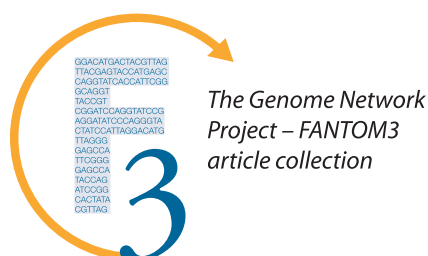 GGACATGACTACGTTAG
TTACGAGTACCATGAGC
CAGGTATCACCATTCGG
GCAGGT
TACCGT
CGGATCCAGGTATCCG
AGGATATCCCAGGGTA
CTATCCATTAGGACATG
TTAGGG
GAGCCA
TTCGGG
GAGCCA
TACCAG
ATCCGG
CACTATA
CGTTAG
3
The Genome Network
Project – FANTOM3
article collection